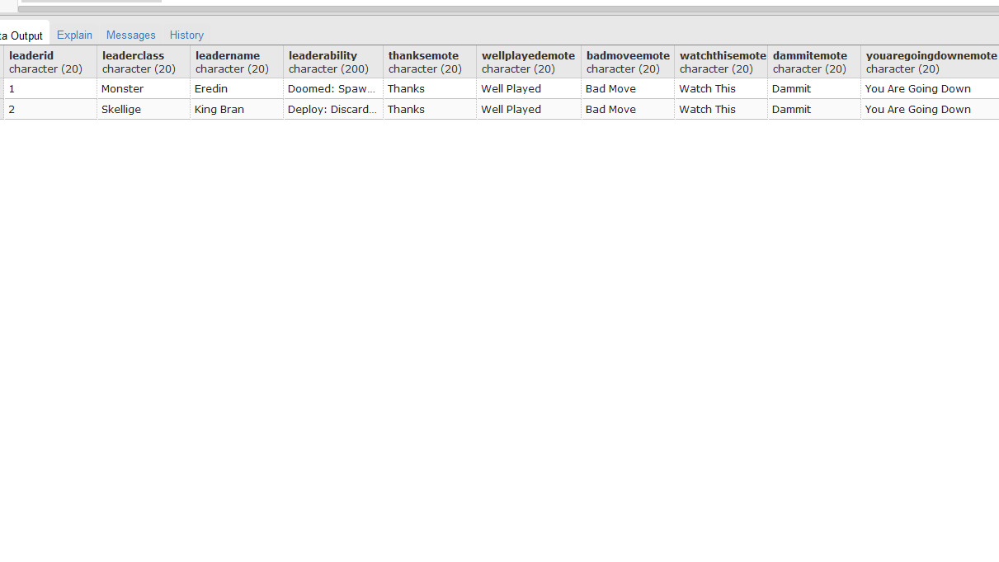 ta Output Explain Messages History
leaderid leaderclass leadername leaderability thanksemote wellplayedemote badmoveemote watchthisemote dammitemote youaregoingdownemote
character (20) character (20) character (20) character (200) character (20) character (20) character (20) character (20) character (20) character (20)
1 Monster Eredin Doomed: Spaw... Thanks Well Played Bad Move Watch This Dammit You Are Going Down
2 Skellige King Bran Deploy: Discard... Thanks Well Played Bad Move Watch This Dammit You Are Going Down